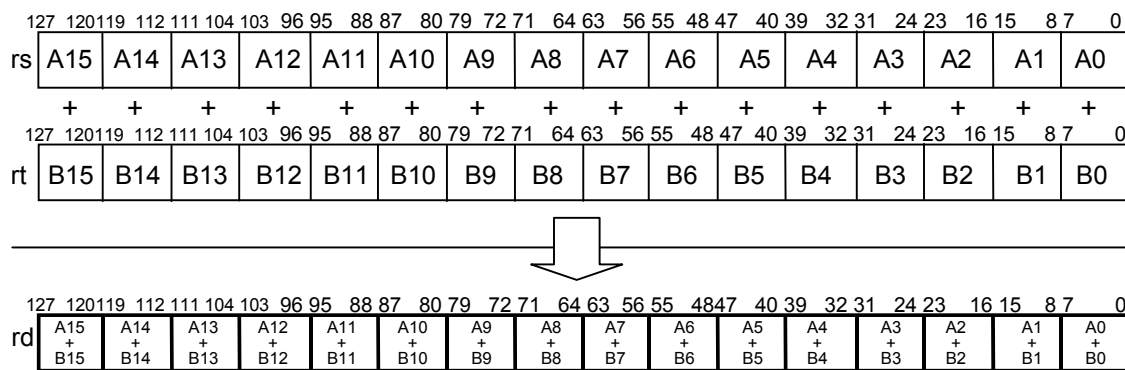 127 120 119 112 111 104 103 96 95 88 87 80 79 72 71 64 63 56 55 48 47 40 39 32 31 24 23 16 15 8 7 0
rs A15 A14 A13 A12 A11 A10 A9 A8 A7 A6 A5 A4 A3 A2 A1 A0
+ + + + + + + + + + + + + + + +
127 120 119 112 111 104 103 96 95 88 87 80 79 72 71 64 63 56 55 48 47 40 39 32 31 24 23 16 15 8 7 0
rt B15 B14 B13 B12 B11 B10 B9 B8 B7 B6 B5 B4 B3 B2 B1 B0
127 120 119 112 111 104 103 96 95 88 87 80 79 72 71 64 63 56 55 48 47 40 39 32 31 24 23 16 15 8 7 0
A15 A14 A13 A12 A11 A10 A9 A8 A7 A6 A5 A4 A3 A2 A1 A0
rd + + + + + + + + + + + + + + + +
B15 B14 B13 B12 B11 B10 B9 B8 B7 B6 B5 B4 B3 B2 B1 B0